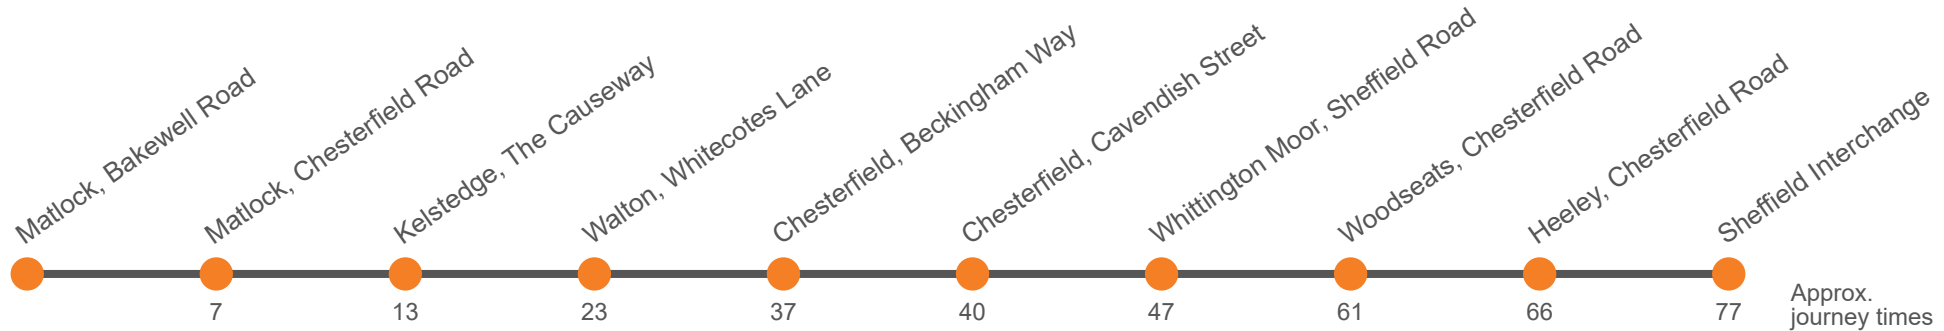 Matlock, Bakewell Road
Matlock, Chesterfield Road
Kelstedge, The Causeway
Walton, Whitecotes Lane
Chesterfield, Beckingham Way
Chesterfield, Cavendish Street
Whittington Moor, Sheffield Road
Woodseats, Chesterfield Road
Heeley, Chesterfield Road
Sheffield Interchange
7
13
23
37
40
47
61
66
77
Approx.
journey times